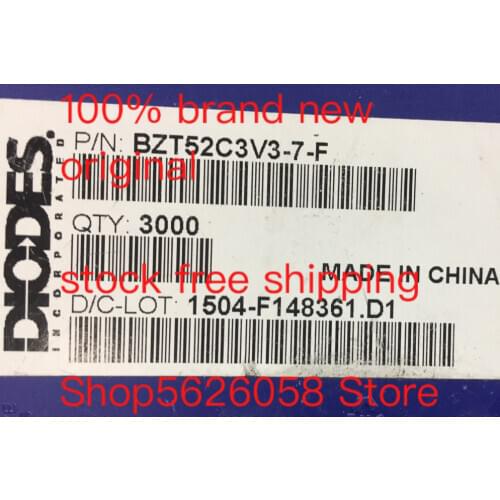 100% brand new
P/N: BZT52C3V3-7-F
original
QTY: 3000
stock free shipping
MADE IN CHINA
D/C-LOT: 1504-F148361.D1
Shop5626058 Store
DIODES
INCORPORATED